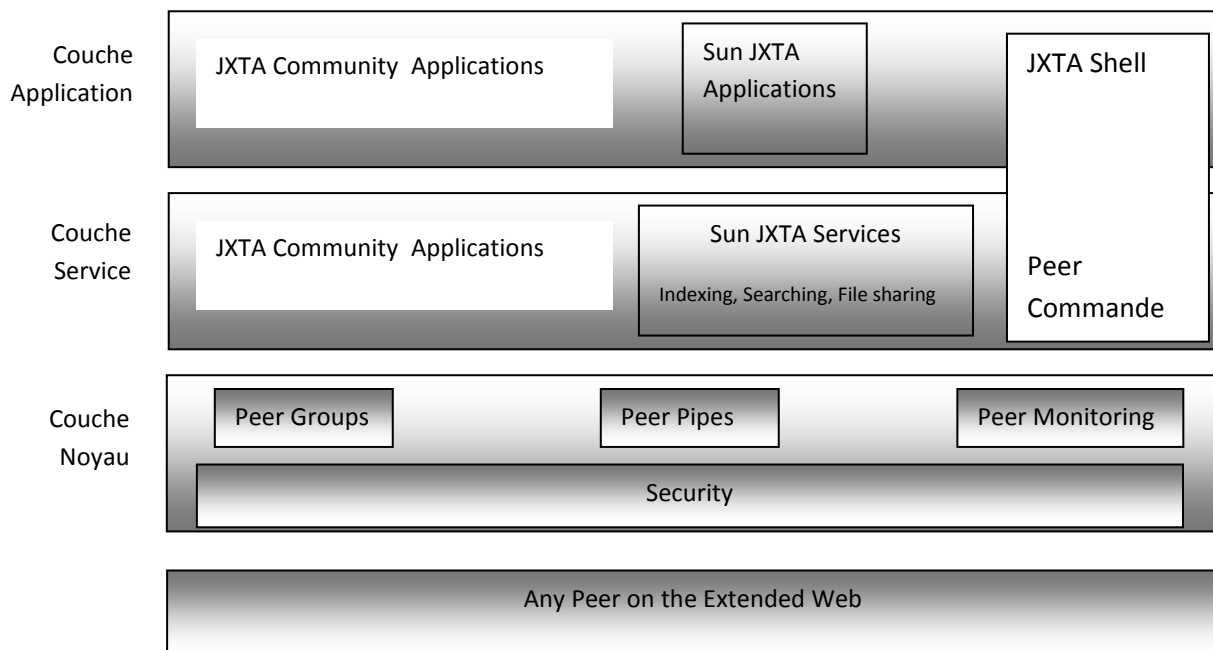 Couche
Application
JXTA Community  Applications
Sun JXTA
Applications
JXTA Shell
Couche
Service
JXTA Community  Applications
Sun JXTA Services
Indexing, Searching, File sharing
Peer
Commande
Couche
Noyau
Peer Groups
Peer Pipes
Peer Monitoring
Security
Any Peer on the Extended Web